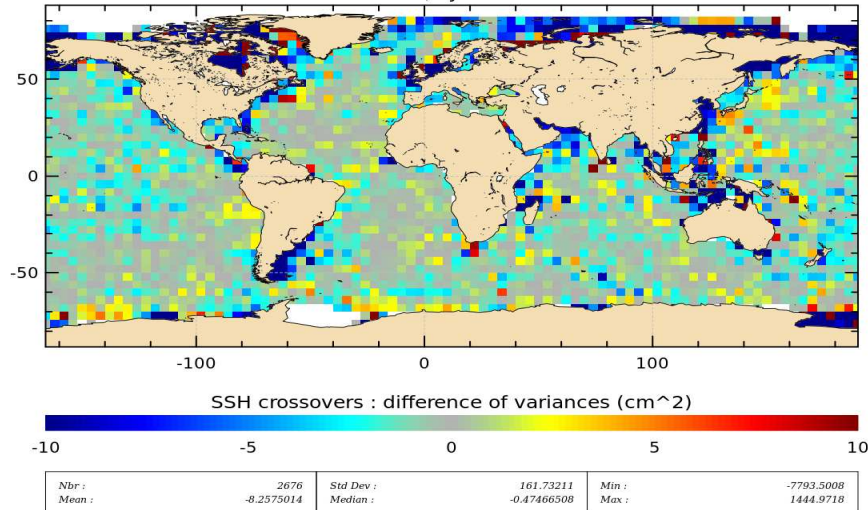 50
0
-50
-100 0 100
SSH crossovers : difference of variances (cm^2)
-10 -5 0 5 10
Nbr : 2676 Std Dev : 161.73211 Min : -7793.5008
Mean : -8.2575014 Median : -0.47466508 Max : 1444.9718